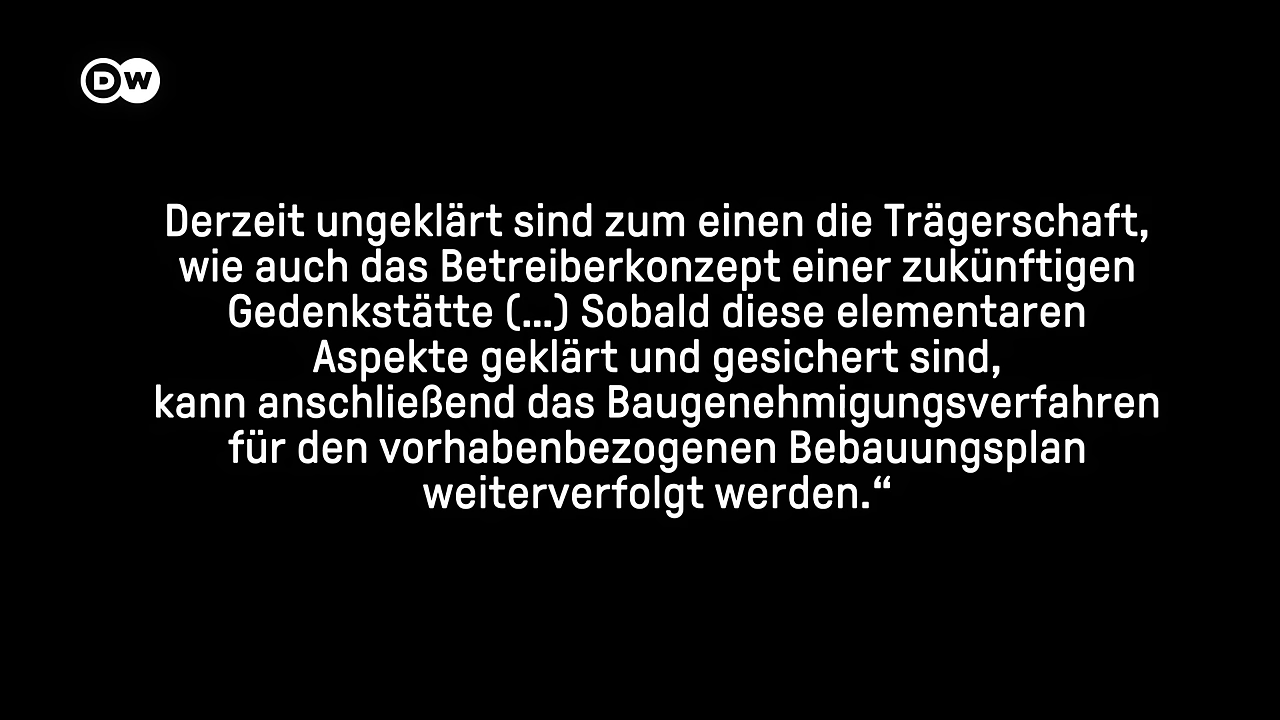 DW
Derzeit ungeklärt sind zum einen die Trägerschaft,
wie auch das Betreiberkonzept einer zukünftigen
Gedenkstätte (...) Sobald diese elementaren
Aspekte geklärt und gesichert sind,
kann anschließend das Baugenehmigungsverfahren
für den vorhabenbezogenen Bebauungsplan
weiterverfolgt werden.“